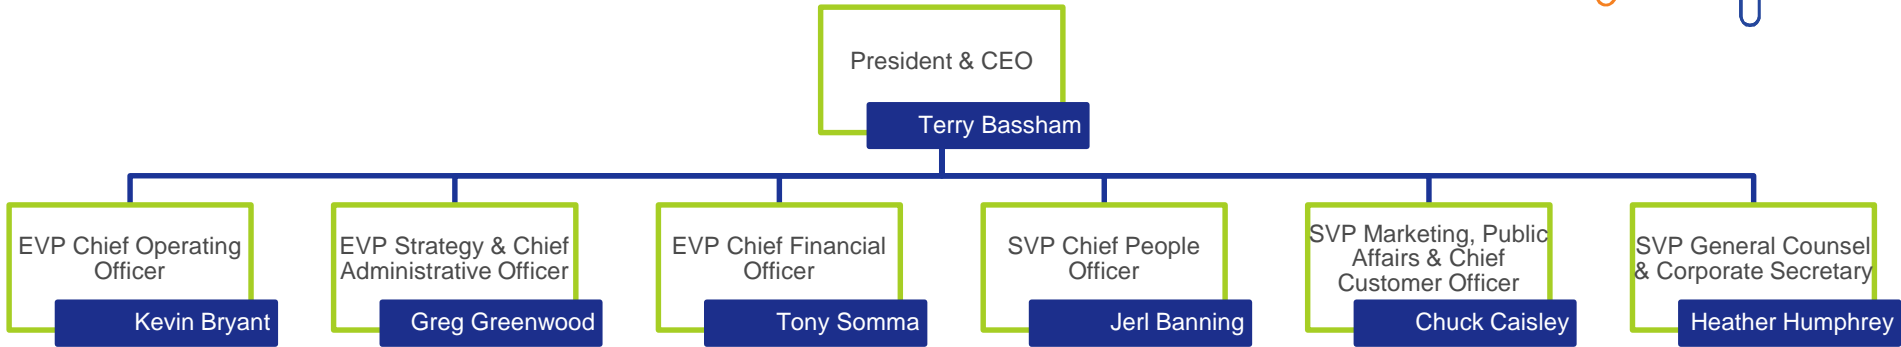 President & CEO
Terry Bassham
EVP Chief Operating
Officer
Kevin Bryant
EVP Strategy & Chief
Administrative Officer
Greg Greenwood
EVP Chief Financial
Officer
Tony Somma
SVP Chief People
Officer
Jerl Banning
SVP Marketing, Public
Affairs & Chief
Customer Officer
Chuck Caisley
SVP General Counsel
& Corporate Secretary
Heather Humphrey